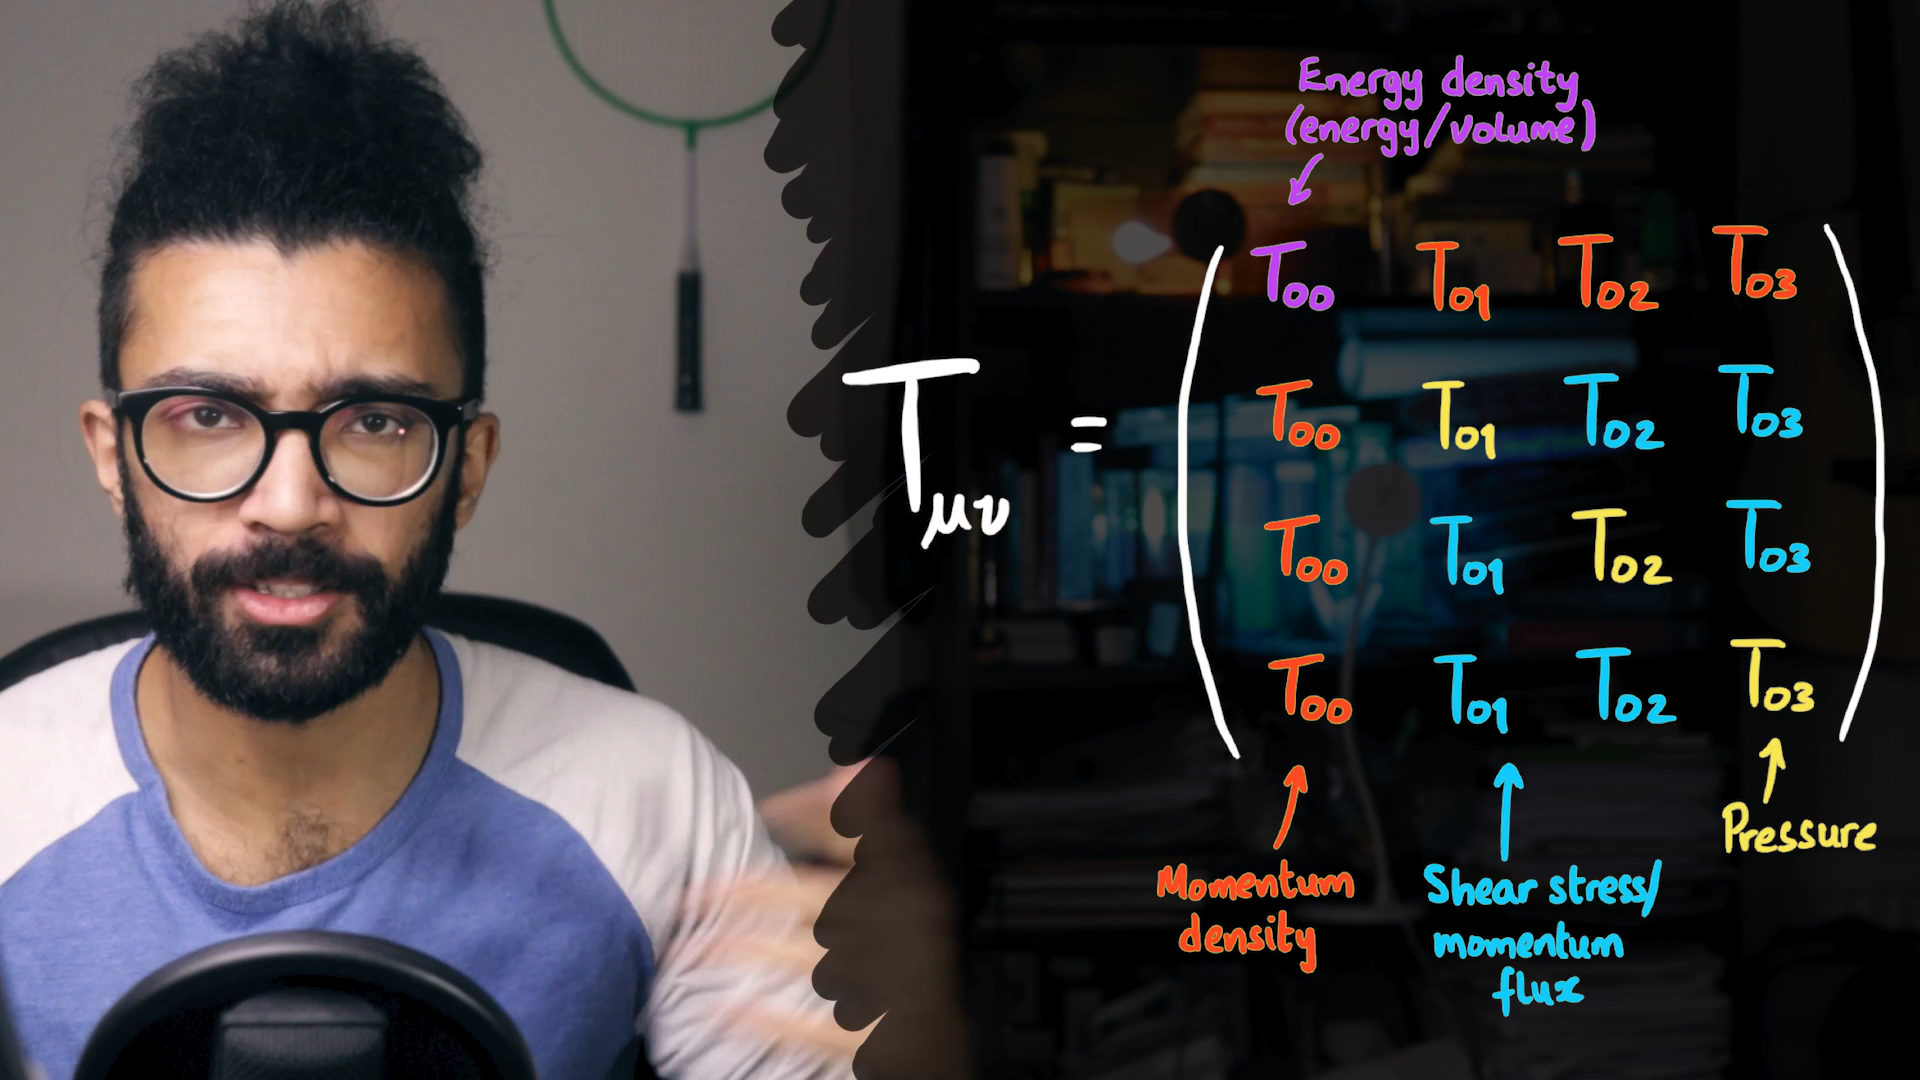 Energy density
(energy/volume)
T00 T01 T02 T03
T00 T01 T02 T03
Tμν =
T00 T01 T02 T03
T00 T01 T02 T03
Pressure
Momentum
density
Shear stress/
momentum
flux